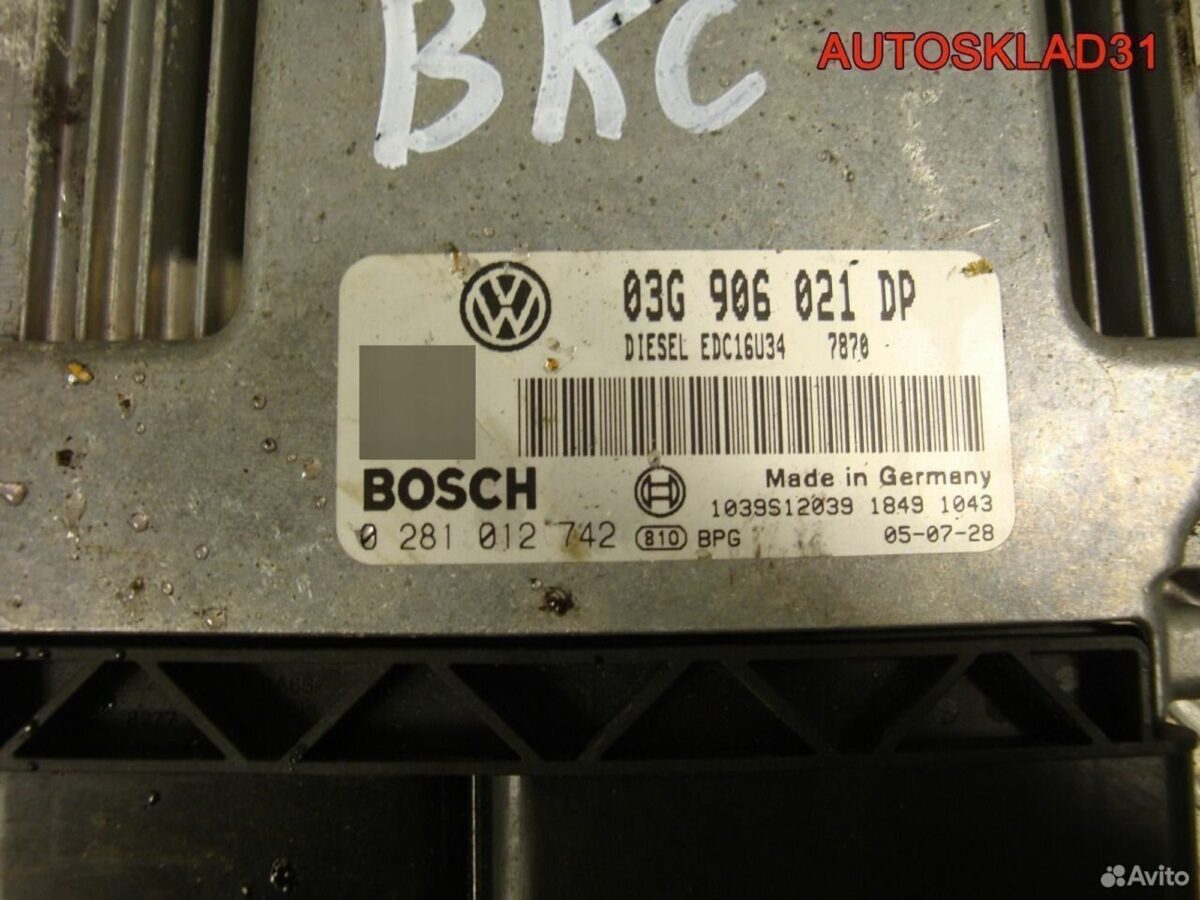 BKC
AUTOSKLAD31
03G 906 021 DP
DIESEL EDC16U34 7870
BOSCH
Made in Germany
1039S12039 1849 1043
0 281 012 742 810 BPG 05-07-28
8277
Avito